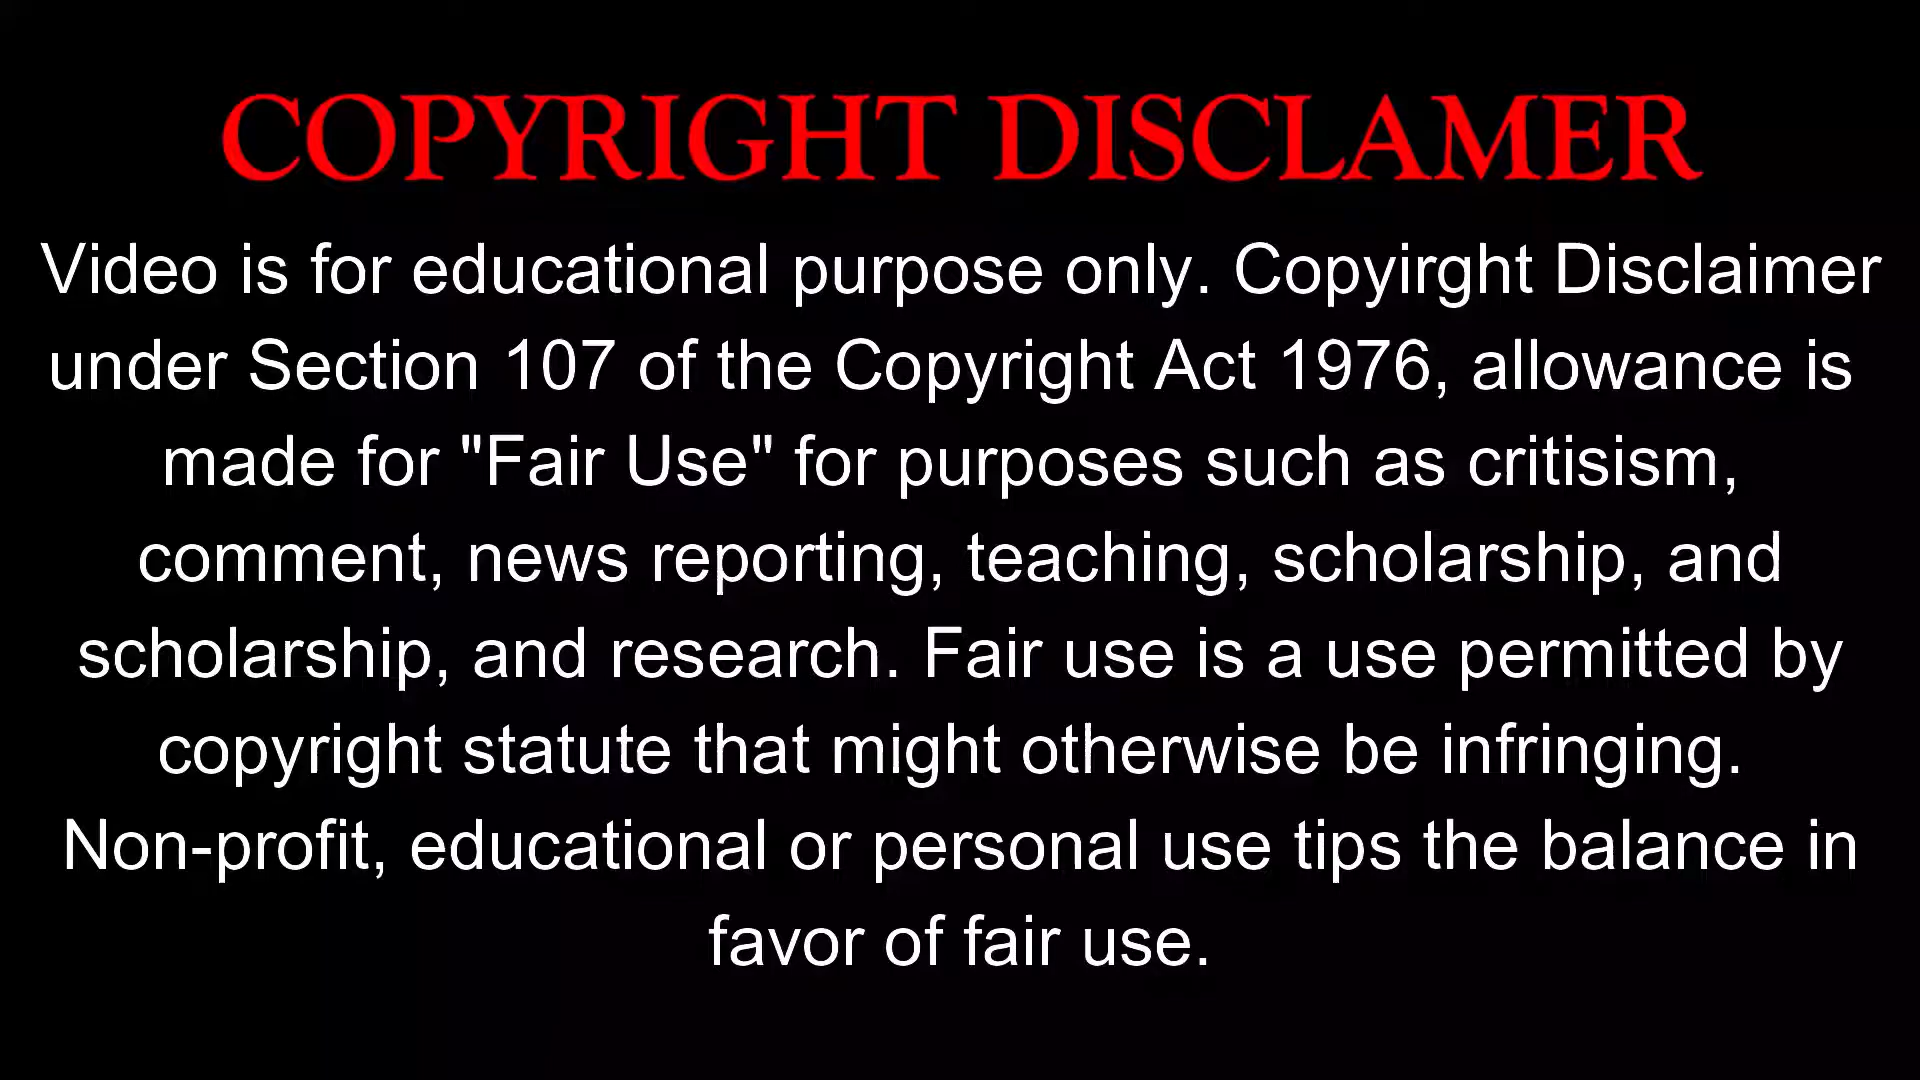 COPYRIGHT DISCLAMER
Video is for educational purpose only. Copyirght Disclaimer
under Section 107 of the Copyright Act 1976, allowance is
made for "Fair Use" for purposes such as critisism,
comment, news reporting, teaching, scholarship, and
scholarship, and research. Fair use is a use permitted by
copyright statute that might otherwise be infringing.
Non-profit, educational or personal use tips the balance in
favor of fair use.